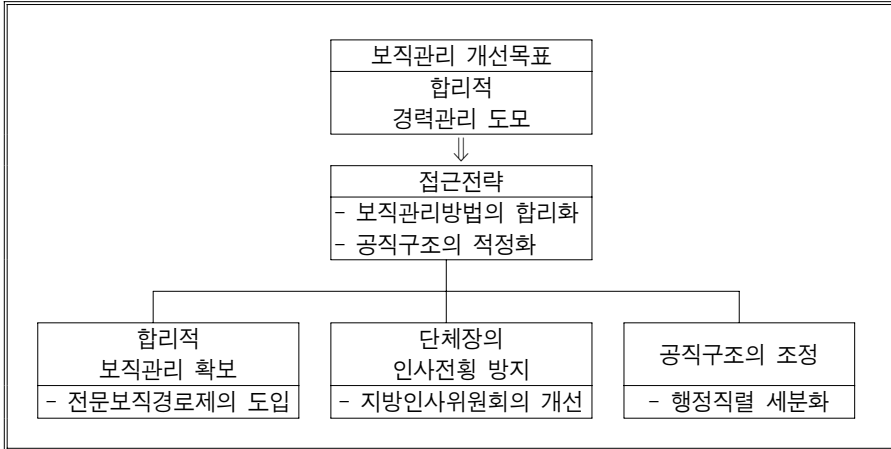 보직관리 개선목표
합리적
경력관리 도모
⇓
접근전략
- 보직관리방법의 합리화
- 공직구조의 적정화
합리적
보직관리 확보
- 전문보직경로제의 도입
단체장의
인사전횡 방지
- 지방인사위원회의 개선
공직구조의 조정
- 행정직렬 세분화